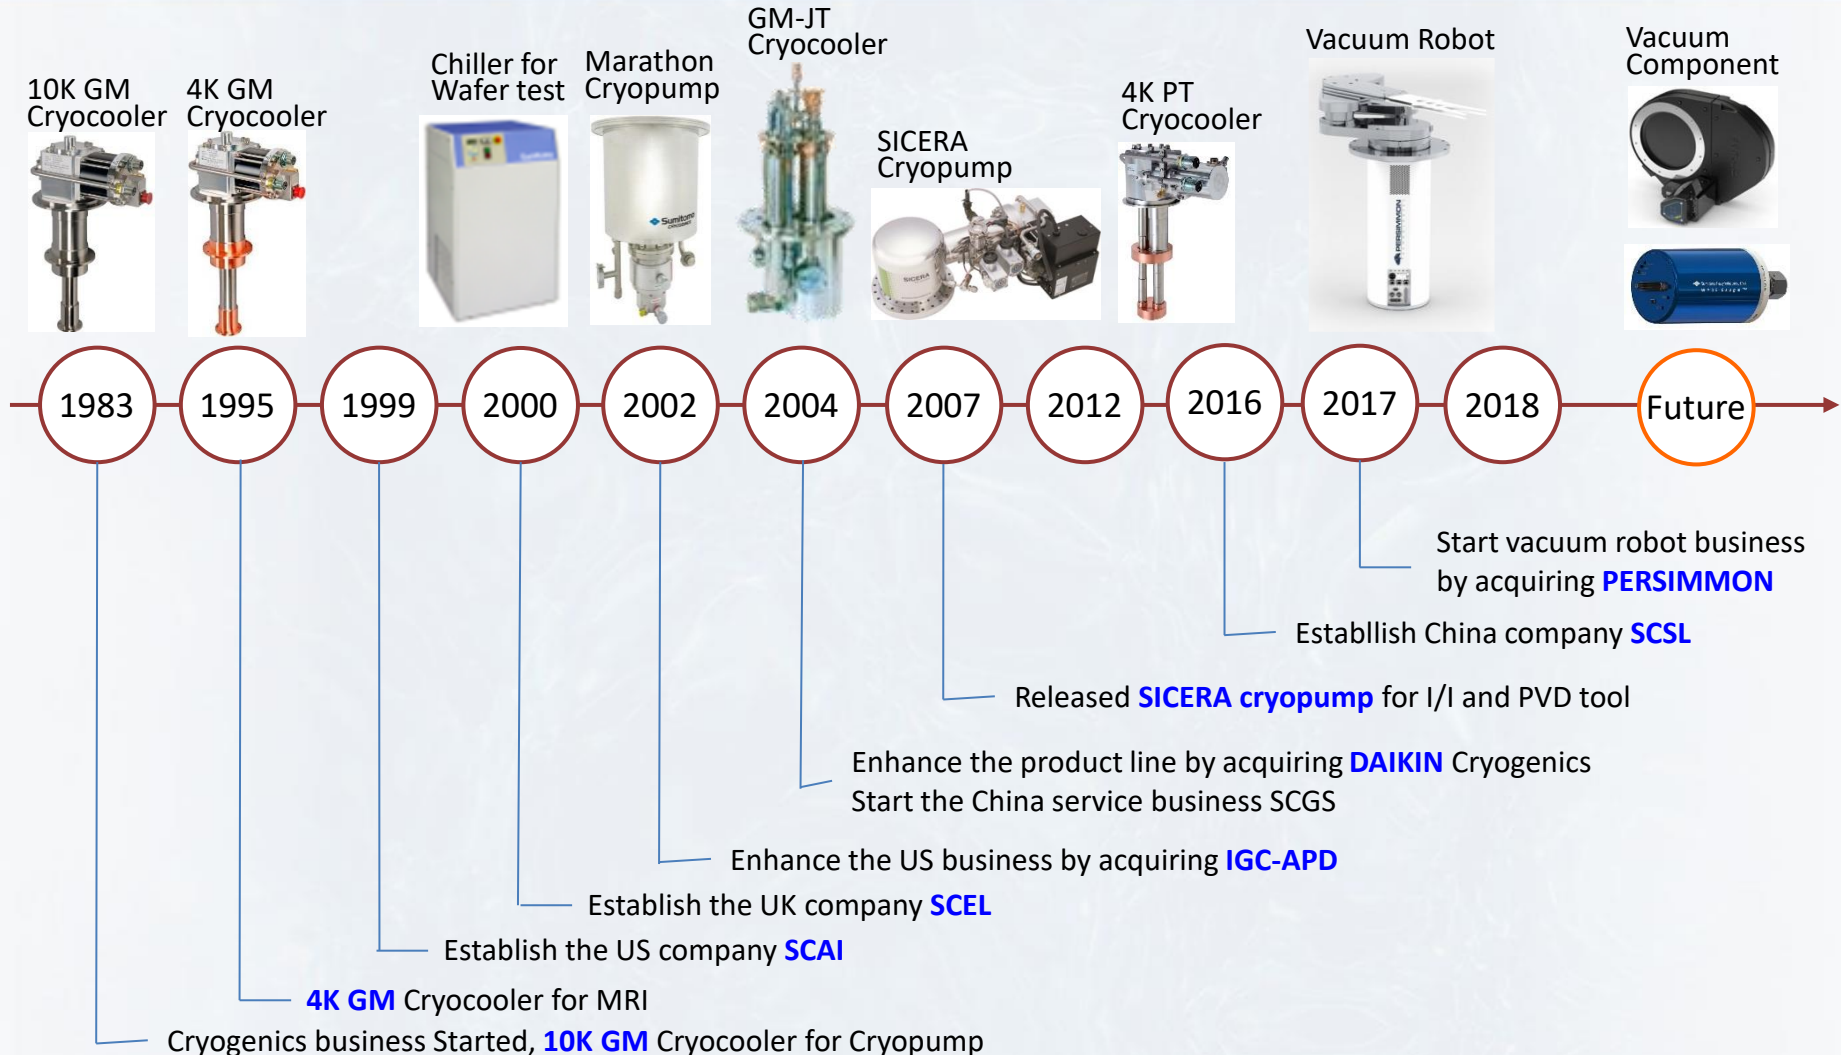 10K GM
Cryocooler
4K GM
Cryocooler
Chiller for
Wafer test
Marathon
Cryopump
GM-JT
Cryocooler
SICERA
Cryopump
4K PT
Cryocooler
Vacuum Robot
Vacuum
Component
Sumitomo
SICERA
PERSIMMON
1983
1995
1999
2000
2002
2004
2007
2012
2016
2017
2018
Future
Start vacuum robot business
by acquiring PERSIMMON
Establlish China company SCSL
Released SICERA cryopump for I/I and PVD tool
Enhance the product line by acquiring DAIKIN Cryogenics
Start the China service business SCGS
Enhance the US business by acquiring IGC-APD
Establish the UK company SCEL
Establish the US company SCAI
4K GM Cryocooler for MRI
Cryogenics business Started, 10K GM Cryocooler for Cryopump